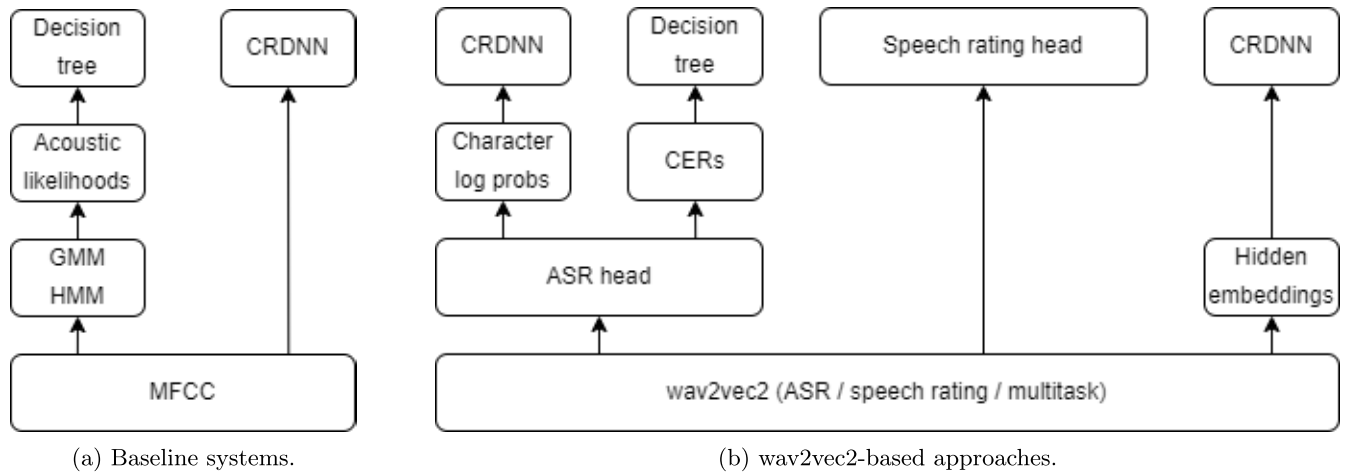 Decision
tree
CRDNN
Acoustic
likelihoods
GMM
HMM
MFCC
(a) Baseline systems.
CRDNN
Decision
tree
Speech rating head
CRDNN
Character
log probs
CERs
ASR head
Hidden
embeddings
wav2vec2 (ASR / speech rating / multitask)
(b) wav2vec2-based approaches.